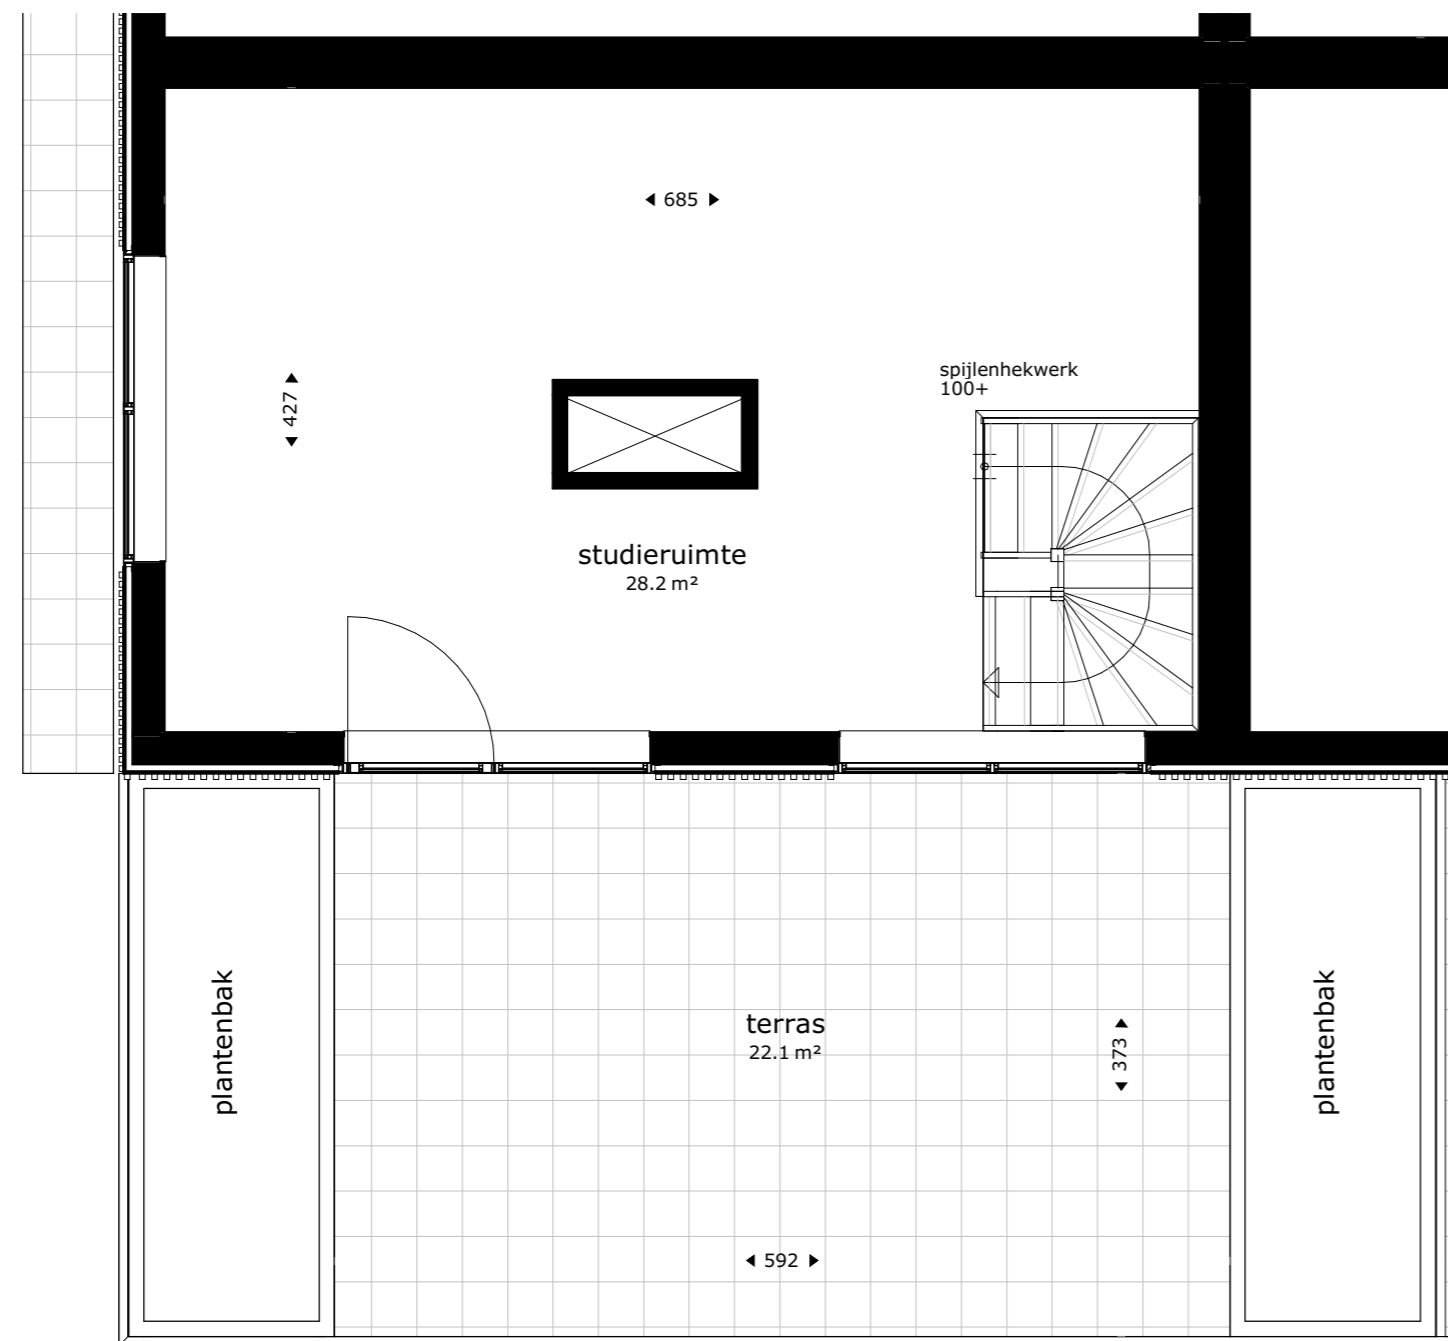 685
spijlenhekwerk
100+
427
studieruimte
28.2 m²
plantenbak
terras
22.1 m²
373
plantenbak
592